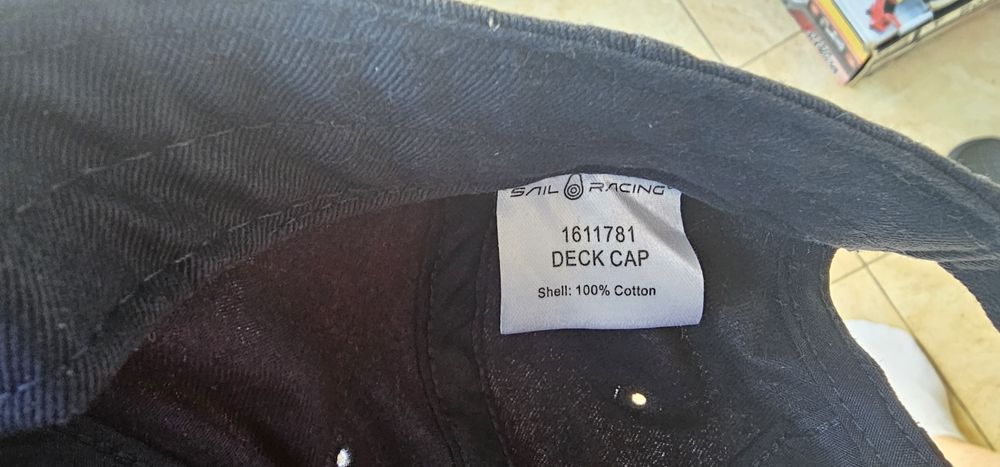 SAIL RACING
1611781
DECK CAP
Shell: 100% Cotton